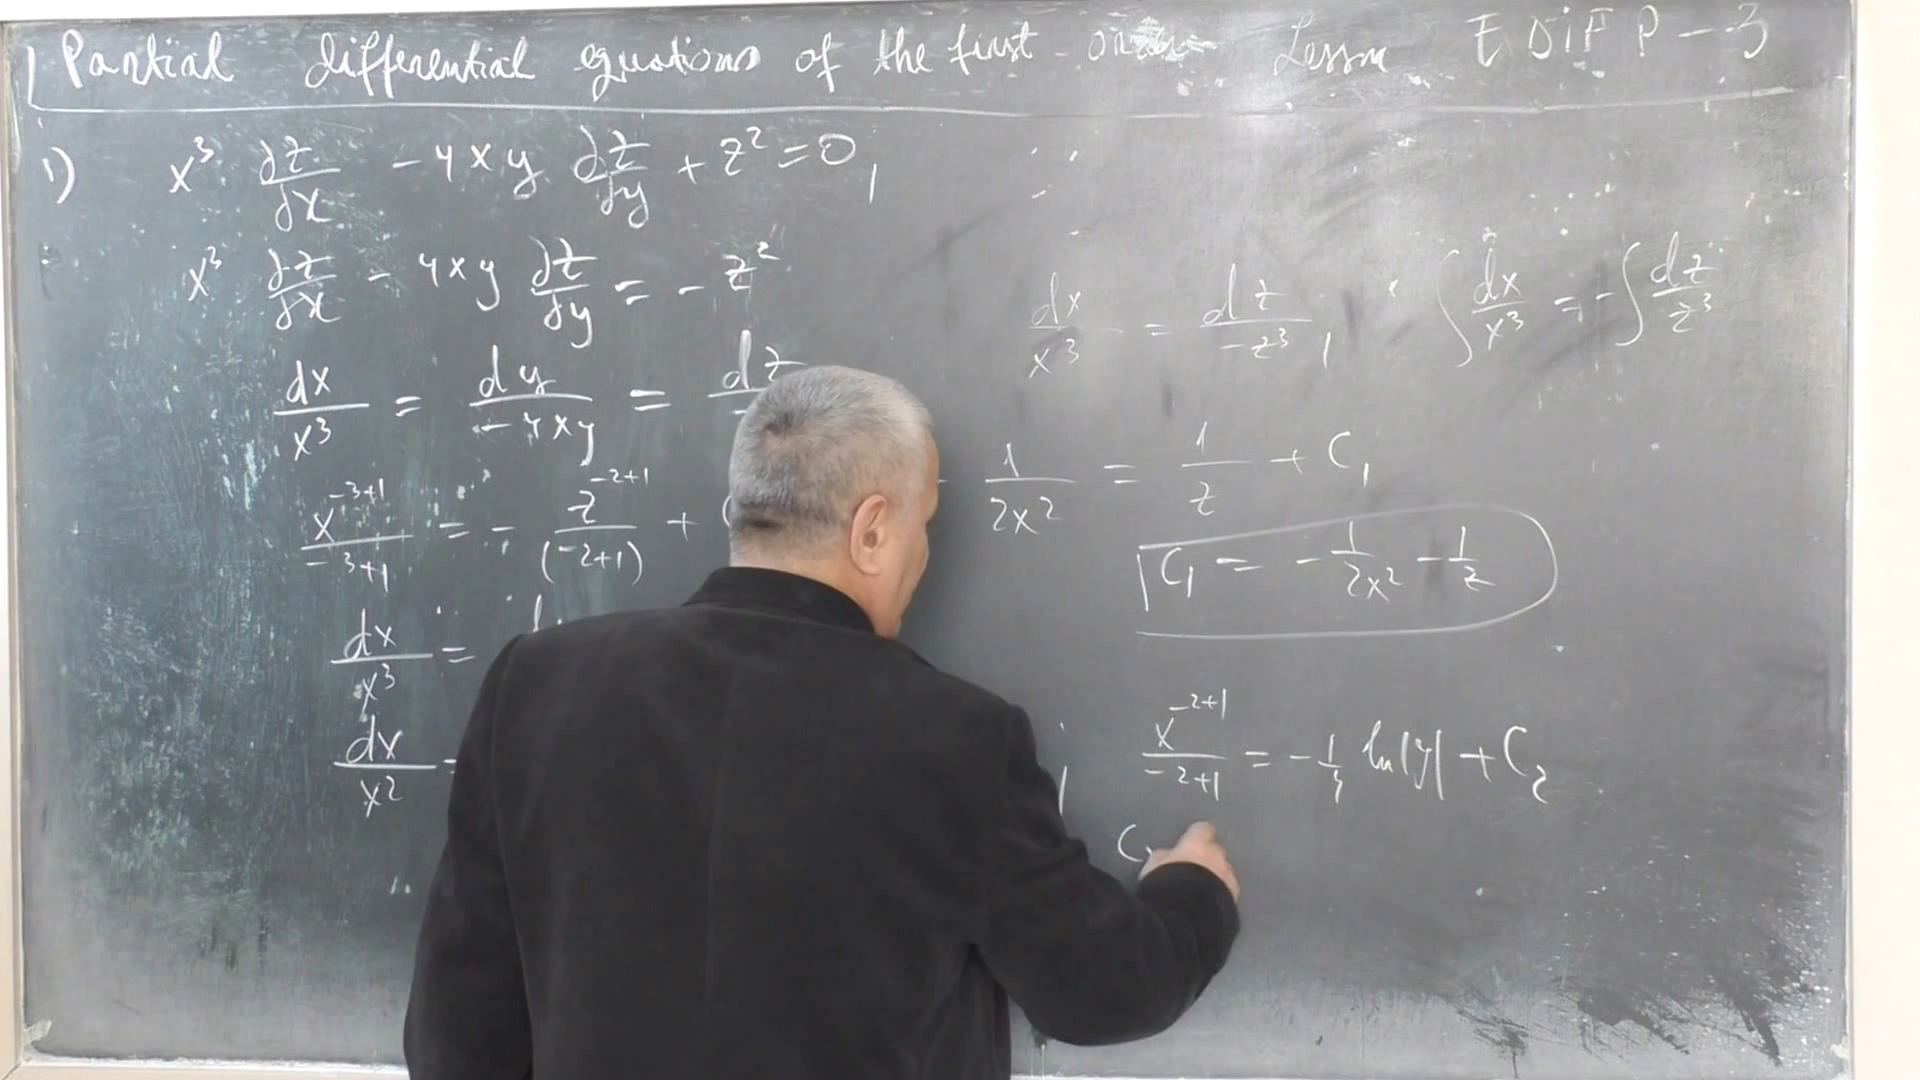 Partial differential equations of the first order Lesson E DIF P-3
1) x³ ∂z/∂x - 4xy ∂z/∂y + z² = 0,
x³ ∂z/∂x - 4xy ∂z/∂y = - z²
dx/x³ = dz/-z³, ∫ dx/x³ = - ∫ dz/z³
dx/x³ = dy/-4xy = dz
x^(-3+1)/(-3+1) = - z^(-2+1)/(-2+1) +
- 1/2x² = 1/z + C₁
C₁ = - 1/2x² - 1/z
dx/x³ =
dx/x² =
x^(-2+1)/(-2+1) = - 1/4 ln|y| + C₂
C